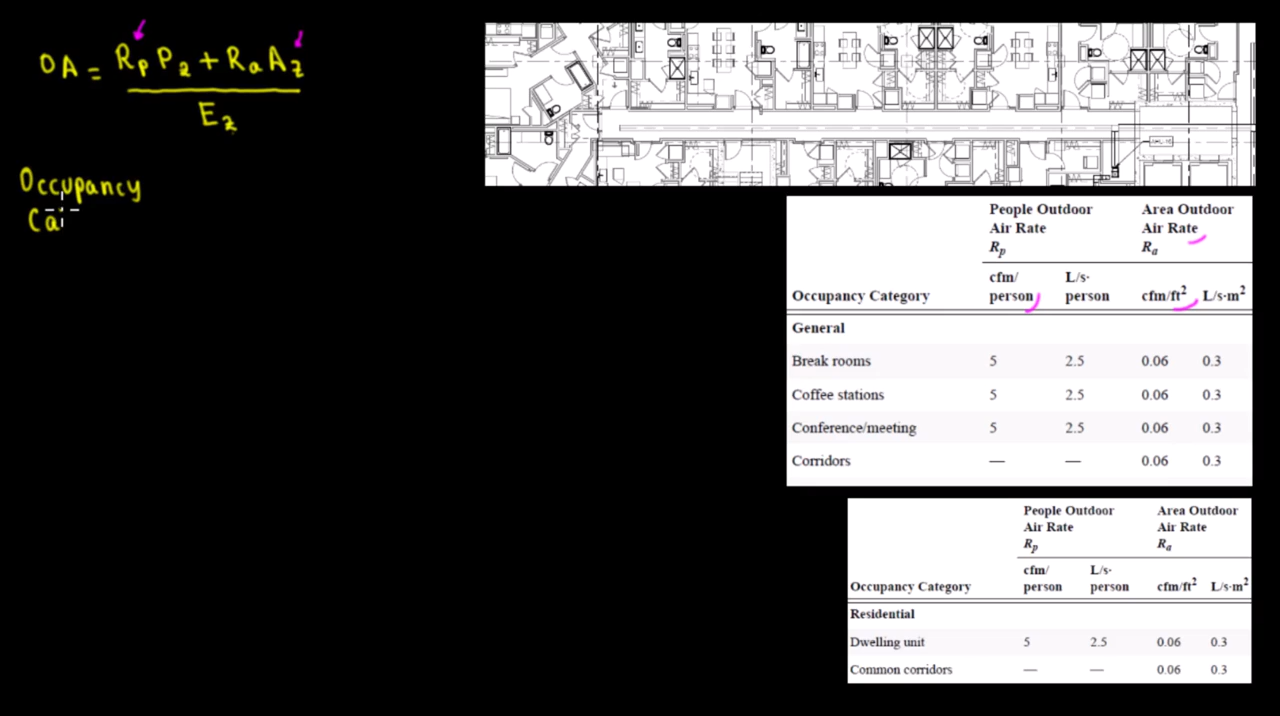 OA = RpPz + RaAz
Ez
Occupancy
Ca
People Outdoor Area Outdoor
Air Rate Air Rate
Rp Ra
cfm/ L/s·
Occupancy Category person person cfm/ft² L/s·m²
General
Break rooms 5 2.5 0.06 0.3
Coffee stations 5 2.5 0.06 0.3
Conference/meeting 5 2.5 0.06 0.3
Corridors — — 0.06 0.3
People Outdoor Area Outdoor
Air Rate Air Rate
Rp Ra
cfm/ L/s·
Occupancy Category person person cfm/ft² L/s·m²
Residential
Dwelling unit 5 2.5 0.06 0.3
Common corridors — — 0.06 0.3